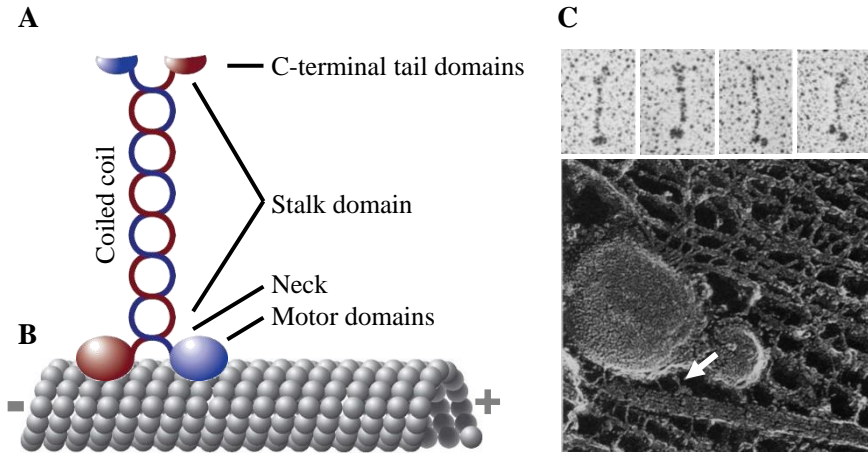 A
C
C-terminal tail domains
Coiled coil
Stalk domain
Neck
Motor domains
B
- +